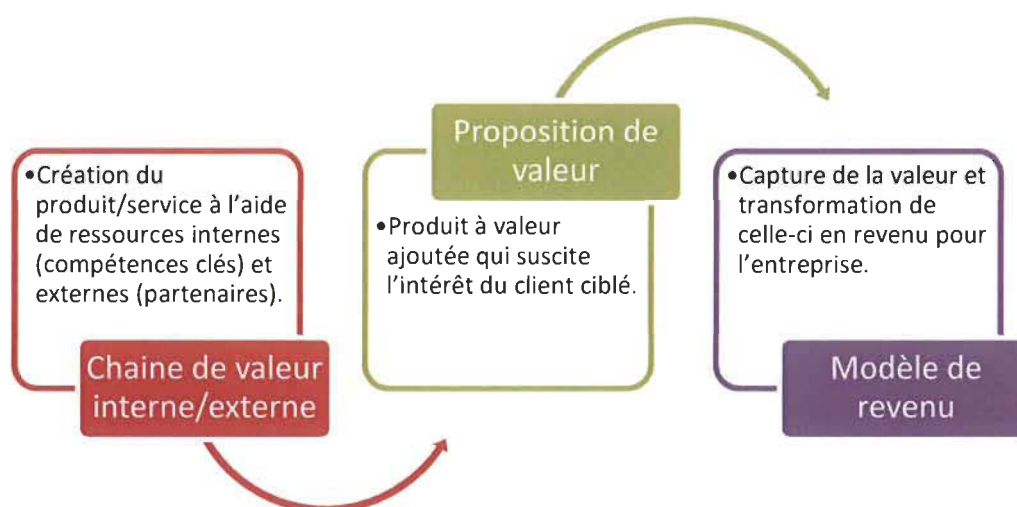 •Création du
produit/service à l'aide
de ressources internes
(compétences clés) et
externes (partenaires).
Chaine de valeur
interne/externe
Proposition de
valeur
•Produit à valeur
ajoutée qui suscite
l'intérêt du client ciblé.
•Capture de la valeur et
transformation de
celle-ci en revenu pour
l'entreprise.
Modèle de
revenu